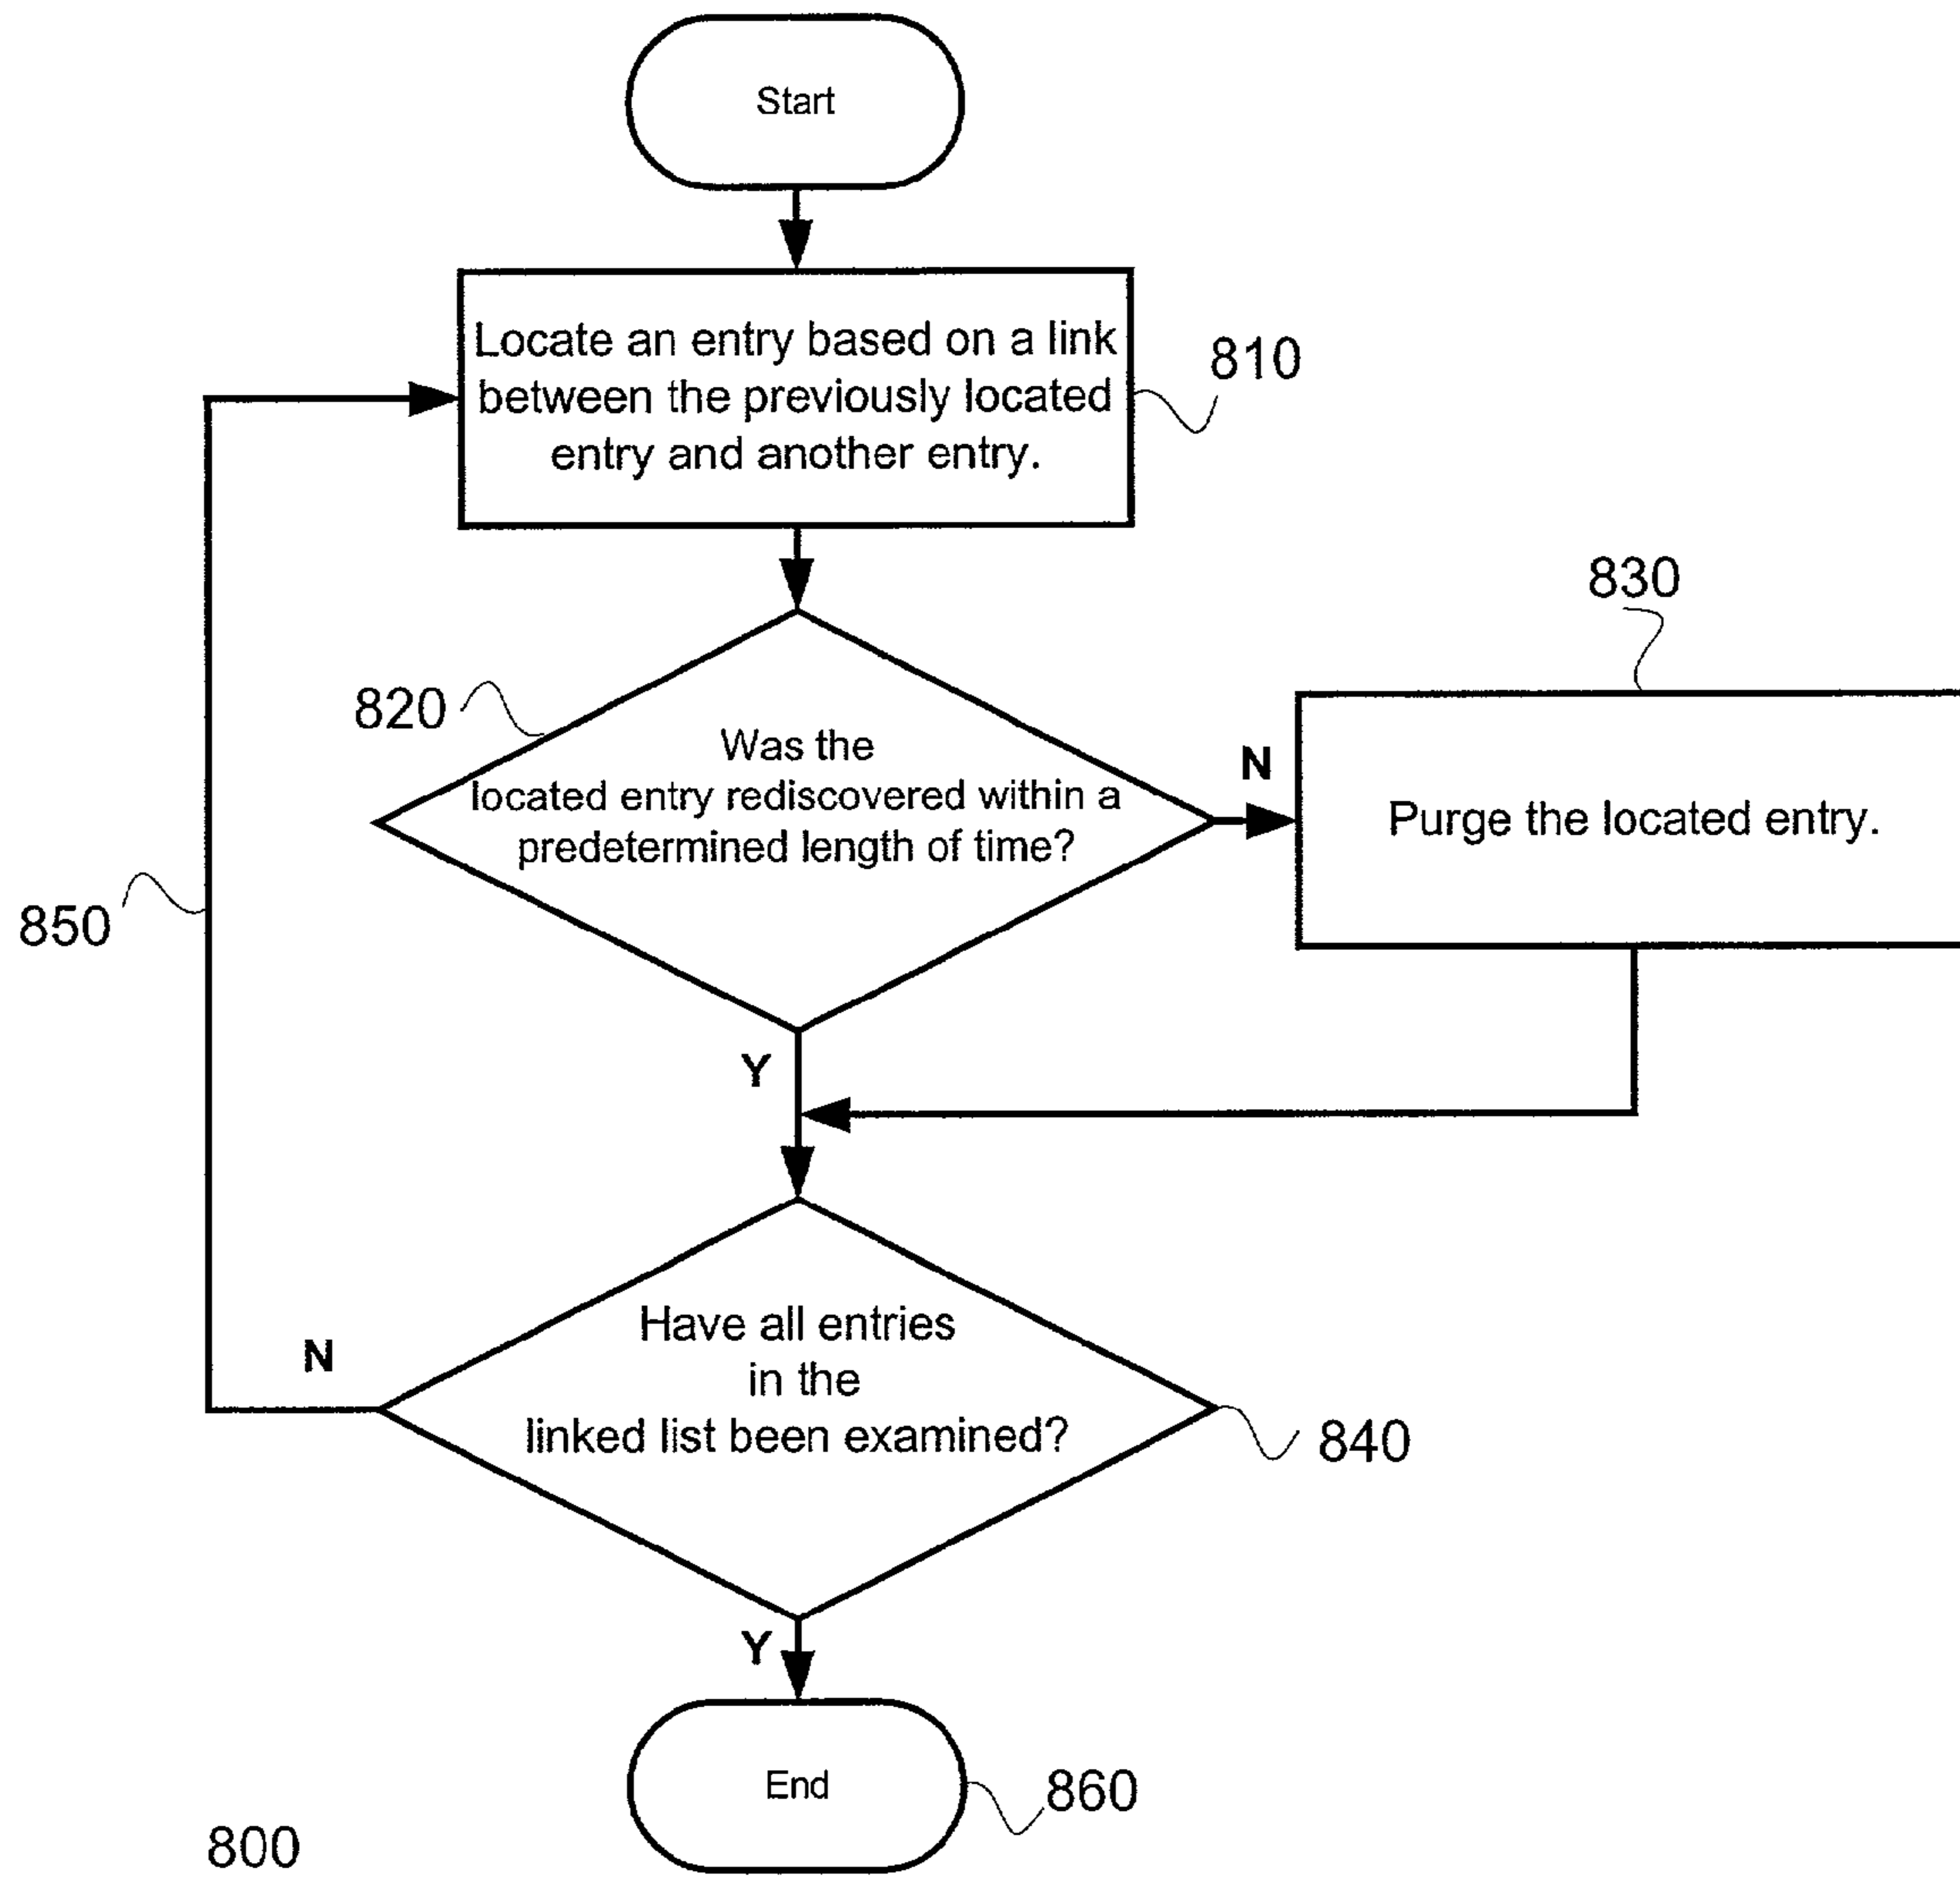 Start
Locate an entry based on a link
between the previously located
entry and another entry.
810
830
820
Was the
located entry rediscovered within a
predetermined length of time?
N
Purge the located entry.
850
Y
Have all entries
in the
linked list been examined?
N
840
Y
End
860
800